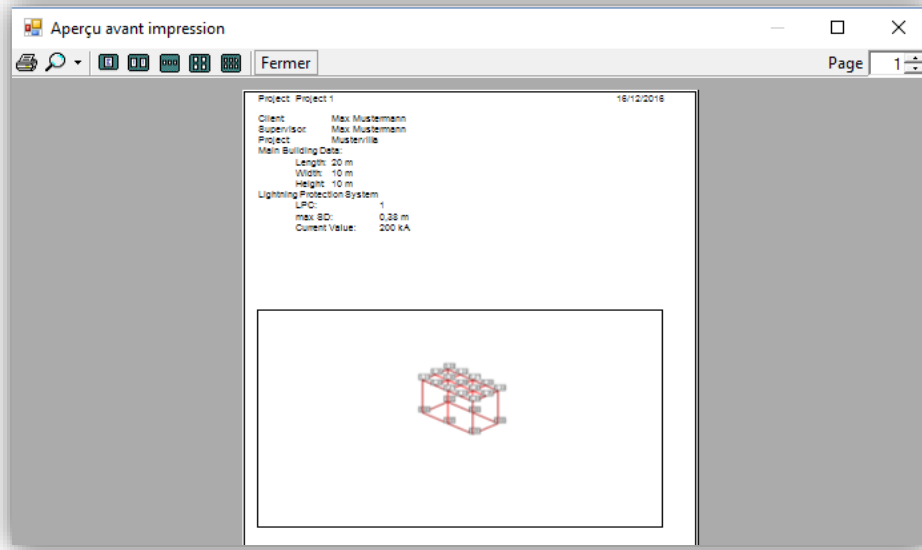 Aperçu avant impression
Fermer Page 1
Project: Project 1 16/12/2016
Client Max Mustermann
Supervisor: Max Mustermann
Project Mustervilla
Main Building Data:
Length: 20 m
Width: 10 m
Height: 10 m
Lightning Protection System
LPC: 1
max SD: 0,38 m
Current Value: 200 kA